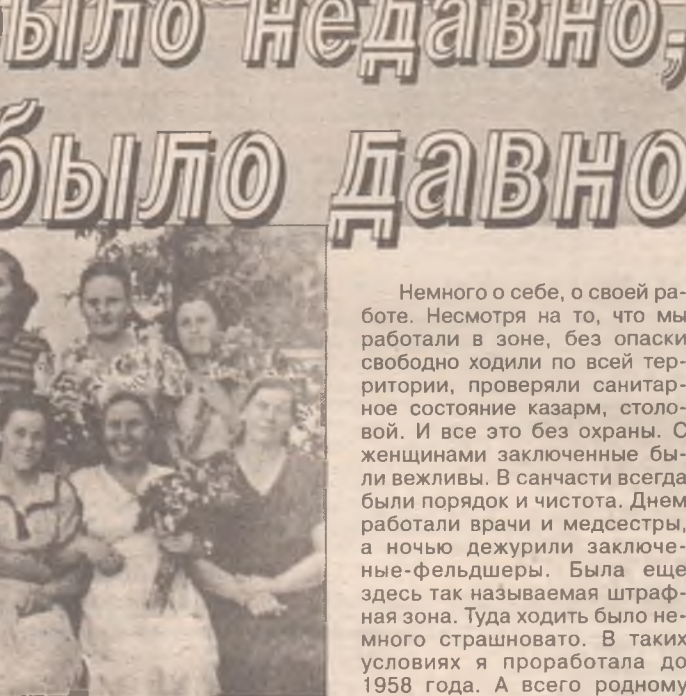 было недавно,
было давно
Немного о себе, о своей ра-
боте. Несмотря на то, что мы
работали в зоне, без опаски
свободно ходили по всей тер-
ритории, проверяли санитар-
ное состояние казарм, столо-
вой. И все это без охраны. С
женщинами заключенные бы-
ли вежливы. В санчасти всегда
были порядок и чистота. Днем
работали врачи и медсестры,
а ночью дежурили заключе-
ные-фельдшеры. Была еще
здесь так называемая штраф-
ная зона. Туда ходить было не-
много страшновато. В таких
условиях я проработала до
1958 года. А всего родному